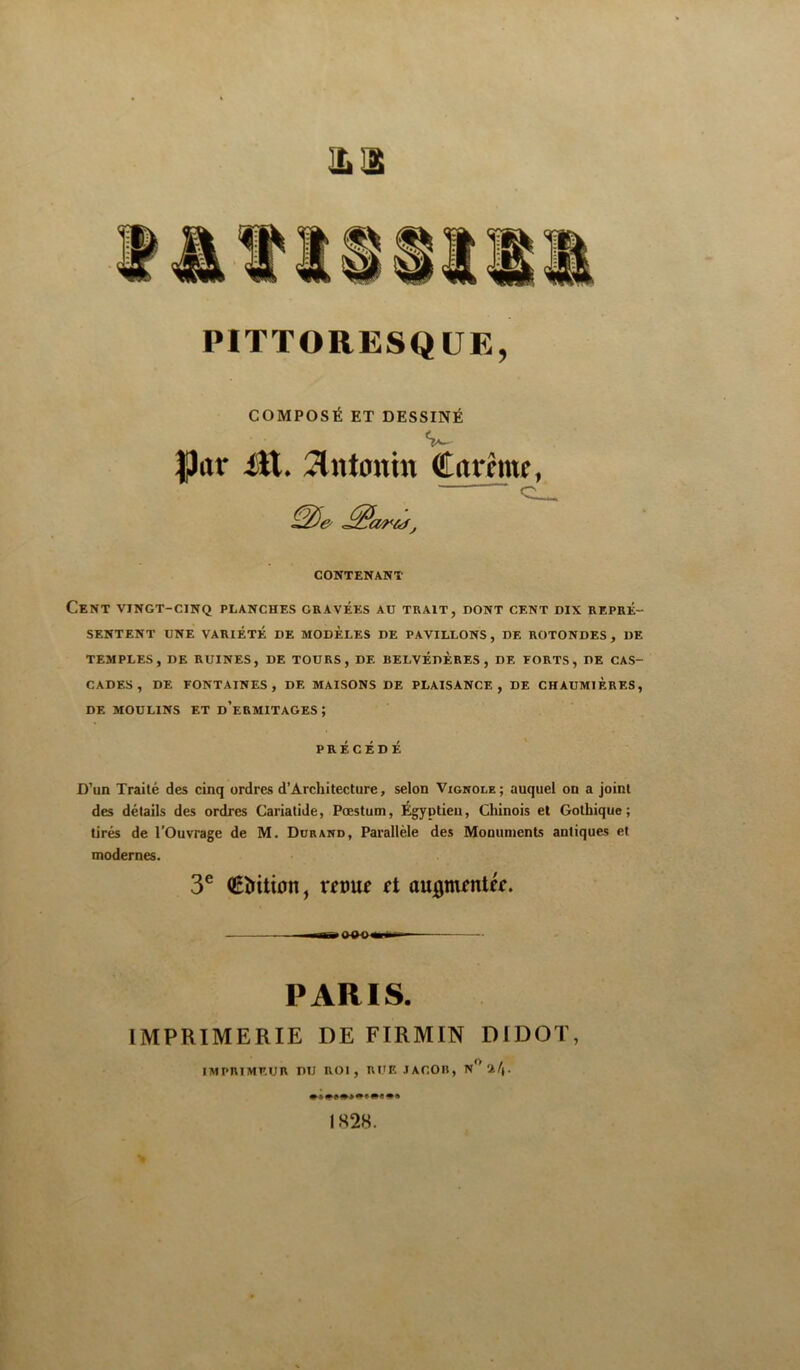 LE
PATISSIER
PITTORESQUE,
COMPOSÉ ET DESSINÉ
Par M. Antonin Carême,
De Paris,
CONTENANT
CENT VINGT-CINQ PLANCHES GRAVÉES AU TRAIT, DONT CENT DIX REPRÉ-
SENTENT UNE VARIÉTÉ DE MODÈLES DE PAVILLONS, DE ROTONDES, DE
TEMPLES, DE RUINES, DE TOURS, DE BELVÉDÈRES, DE FORTS, DE CAS-
CADES, DE FONTAINES, DE MAISONS DE PLAISANCE, DE CHAUMIÈRES,
DE MOULINS ET D'ERMITAGES;
PRÉCÉDÉ
D'un Traité des cinq ordres d'Architecture, selon VIGNOLE; auquel on a joint
des détails des ordres Cariatide, Pœstum, Égyptien, Chinois et Gothique;
tirés de l'Ouvrage de M. DURAND, Parallèle des Monuments antiques et
modernes.
3e Édition, revue et augmentée.
PARIS.
IMPRIMERIE DE FIRMIN DIDOT,
IMPRIMEUR DU ROI, RUE JACOB, N° 24.
1828.